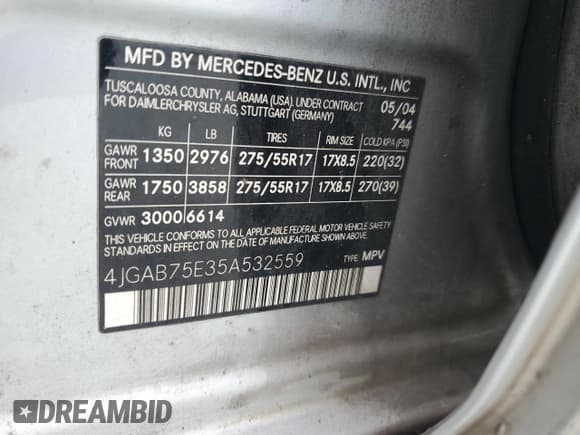 MFD BY MERCEDES-BENZ U.S. INTL., INC
TUSCALOOSA COUNTY, ALABAMA (USA). UNDER CONTRACT 05/04
FOR DAIMLERCHRYSLER AG, STUTTGART (GERMANY) 744
KG LB TIRES RIM SIZE COLD KPA (PSI)
GAWR FRONT 1350 2976 275/55R17 17X8.5 220(32)
GAWR REAR 1750 3858 275/55R17 17X8.5 270(39)
GVWR 3000 6614
THIS VEHICLE CONFORMS TO ALL APPLICABLE FEDERAL MOTOR VEHICLE SAFETY
STANDARDS IN EFFECT ON THE DATE OF MANUFACTURE SHOWN ABOVE.
4JGAB75E35A532559 TYPE: MPV
DREAMBID